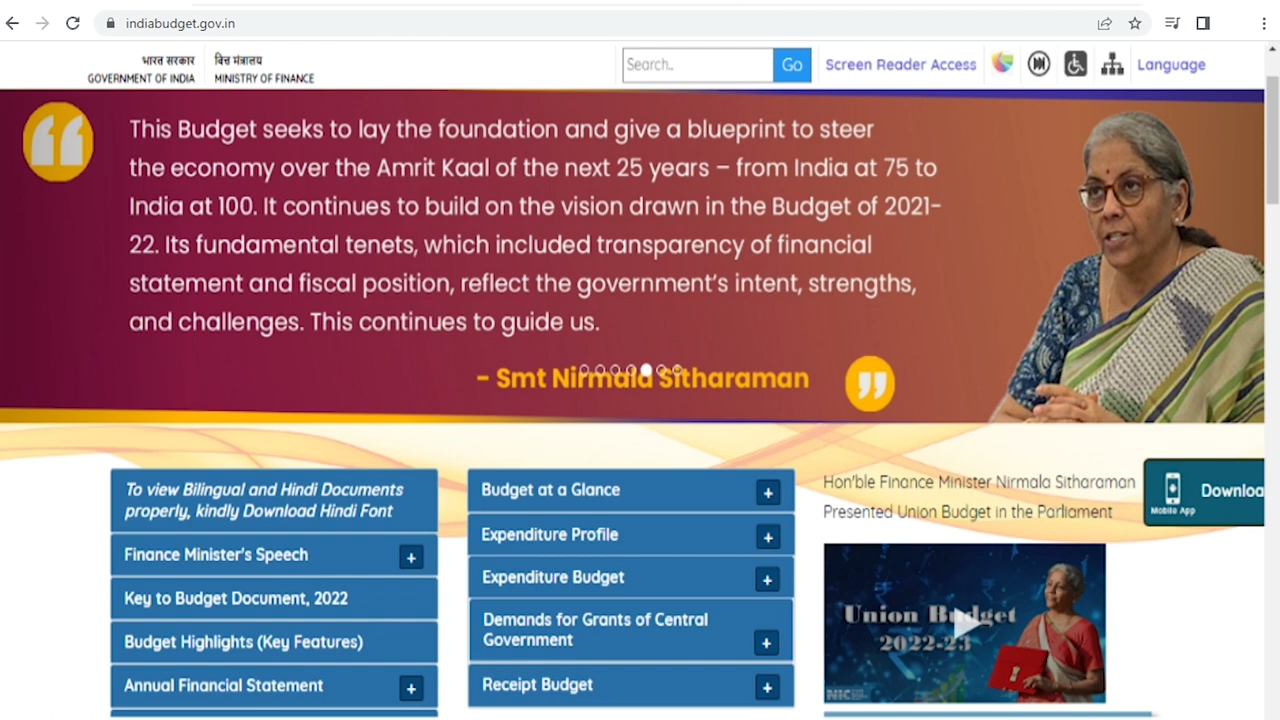 indiabudget.gov.in
भारत सरकार
GOVERNMENT OF INDIA
वित्त मंत्रालय
MINISTRY OF FINANCE
Search..
Go
Screen Reader Access
Language
This Budget seeks to lay the foundation and give a blueprint to steer
the economy over the Amrit Kaal of the next 25 years – from India at 75 to
India at 100. It continues to build on the vision drawn in the Budget of 2021-
22. Its fundamental tenets, which included transparency of financial
statement and fiscal position, reflect the government's intent, strengths,
and challenges. This continues to guide us.
- Smt Nirmala Sitharaman
To view Bilingual and Hindi Documents
properly, kindly Download Hindi Font
Finance Minister's Speech
Key to Budget Document, 2022
Budget Highlights (Key Features)
Annual Financial Statement
Budget at a Glance
Expenditure Profile
Expenditure Budget
Demands for Grants of Central
Government
Receipt Budget
Hon'ble Finance Minister Nirmala Sitharaman
Presented Union Budget in the Parliament
Mobile App
Downloa
Union Budget
2022-23
NIC